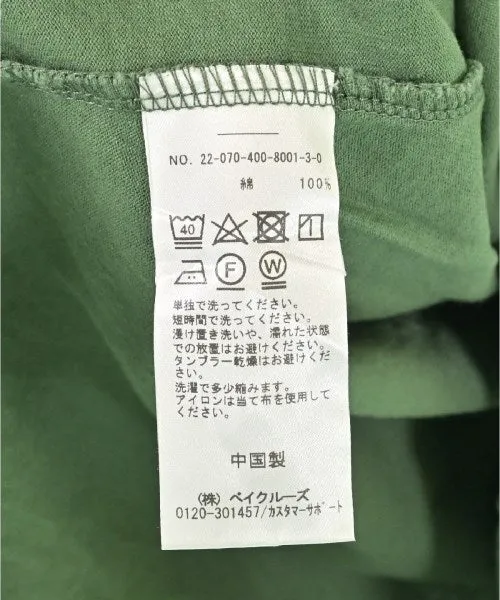 NO. 22-070-400-8001-3-0
綿 100%
40
F W
単独で洗ってください。
短時間で洗ってください。
浸け置き洗いや、濡れた状態
での放置はお避けください。
タンブラー乾燥はお避けくだ
さい。
洗濯で多少縮みます。
アイロンは当て布を使用して
ください。
中国製
(株) ベイクルーズ
0120-301457/カスタマーサポート